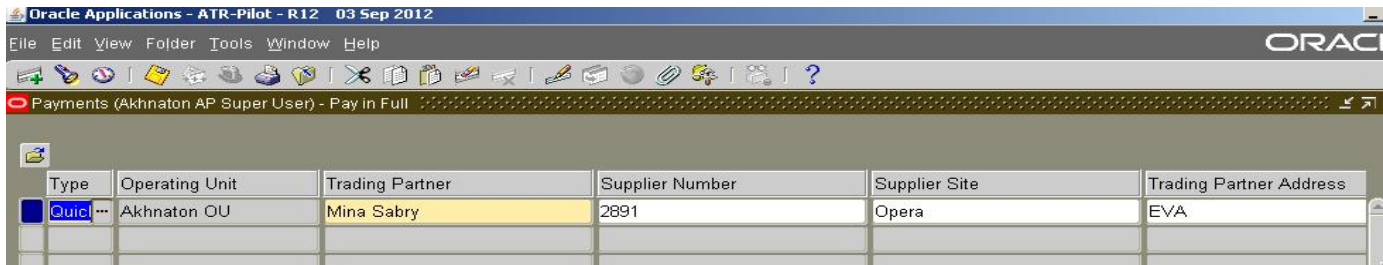 Oracle Applications - ATR-Pilot - R12 03 Sep 2012
File Edit View Folder Tools Window Help
ORAC
Payments (Akhnaton AP Super User) - Pay in Full
Type Operating Unit Trading Partner Supplier Number Supplier Site Trading Partner Address
Quicl Akhnaton OU Mina Sabry 2891 Opera EVA